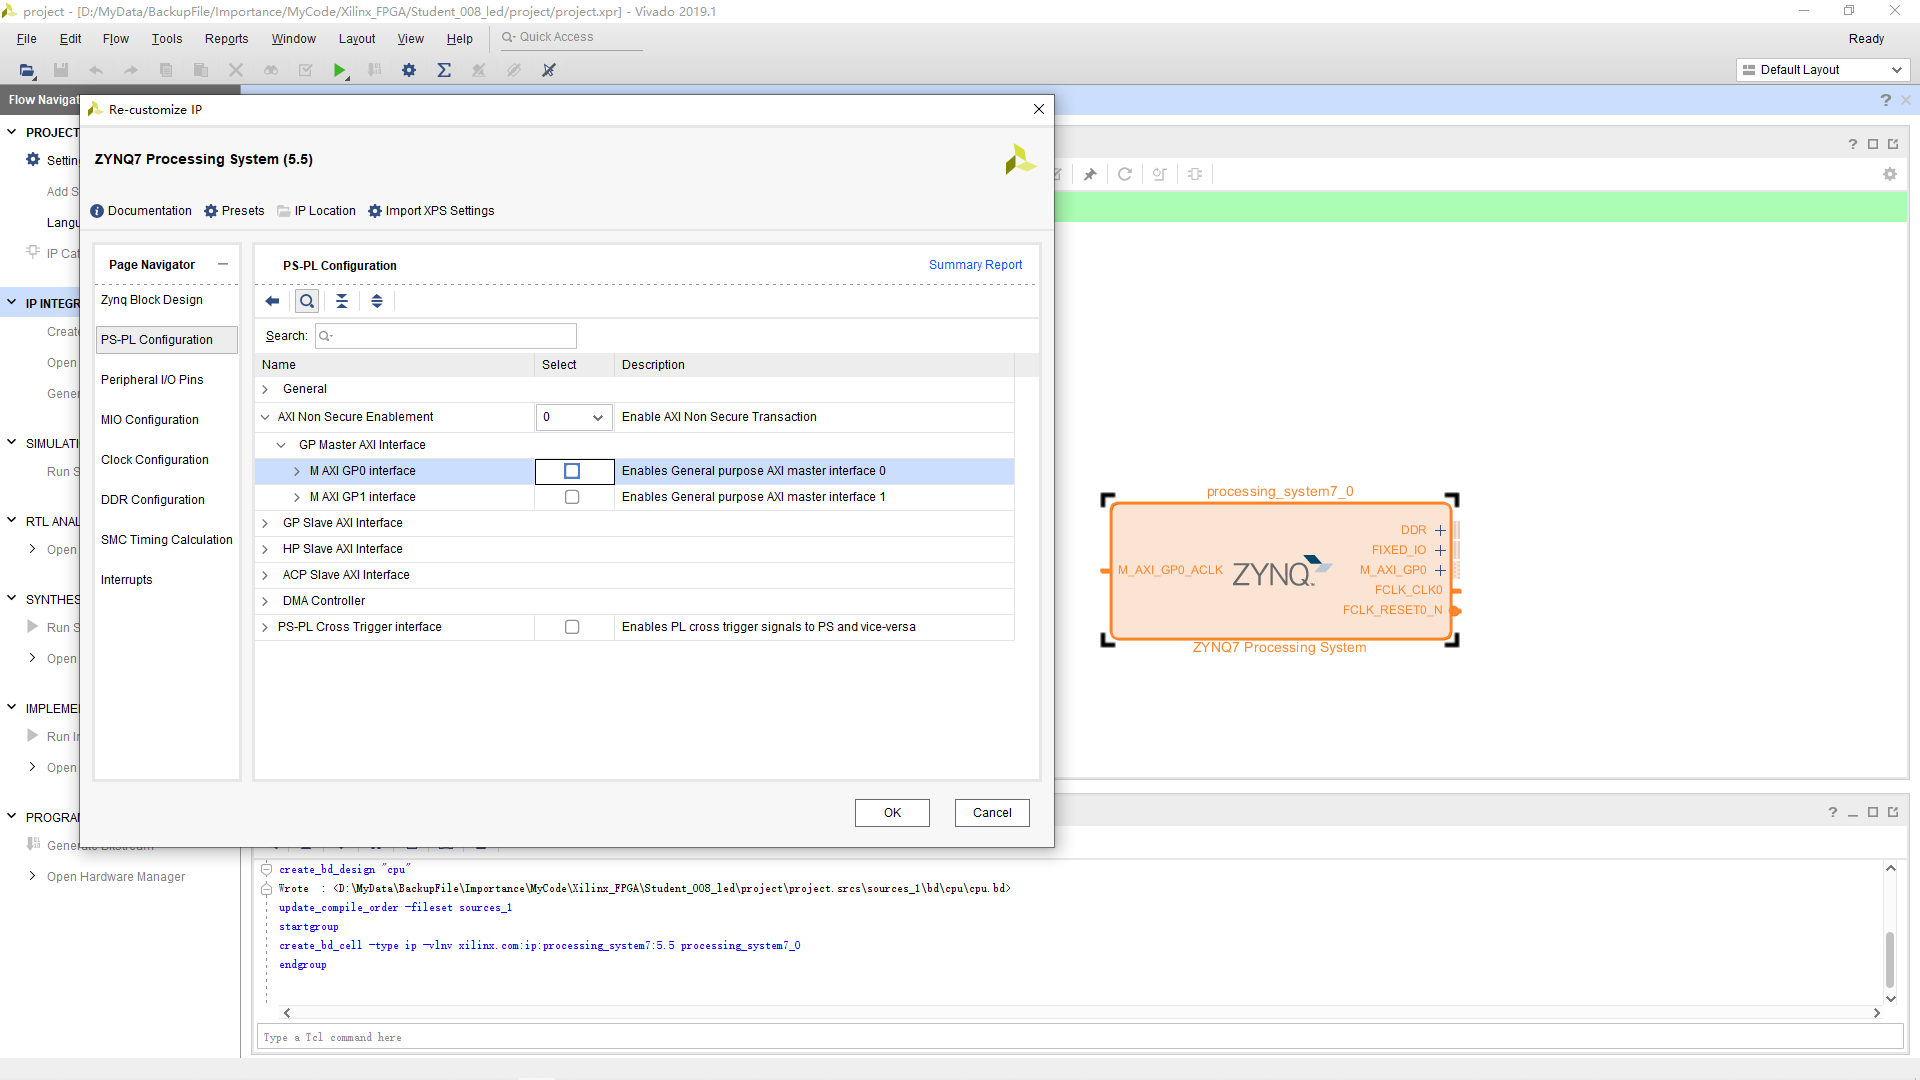 project - [D:/MyData/BackupFile/Importance/MyCode/Xilinx_FPGA/Student_008_led/project/project.xpr] - Vivado 2019.1
File Edit Flow Tools Reports Window Layout View Help Quick Access Ready
Default Layout
Flow Naviga
PROJECT
Settin
Add S
Langu
IP Cat
IP INTEGR
Create
Open
Gener
SIMULATI
Run S
RTL ANAL
Open
SYNTHES
Run S
Open
IMPLEME
Run In
Open
PROGRAM
Generate Bitstream
Open Hardware Manager
Re-customize IP
ZYNQ7 Processing System (5.5)
Documentation Presets IP Location Import XPS Settings
Page Navigator
Zynq Block Design
PS-PL Configuration
Peripheral I/O Pins
MIO Configuration
Clock Configuration
DDR Configuration
SMC Timing Calculation
Interrupts
PS-PL Configuration Summary Report
Search:
Name Select Description
General
AXI Non Secure Enablement 0 Enable AXI Non Secure Transaction
GP Master AXI Interface
M AXI GP0 interface Enables General purpose AXI master interface 0
M AXI GP1 interface Enables General purpose AXI master interface 1
GP Slave AXI Interface
HP Slave AXI Interface
ACP Slave AXI Interface
DMA Controller
PS-PL Cross Trigger interface Enables PL cross trigger signals to PS and vice-versa
OK Cancel
processing_system7_0
DDR
FIXED_IO
M_AXI_GP0_ACLK ZYNQ M_AXI_GP0
FCLK_CLK0
FCLK_RESET0_N
ZYNQ7 Processing System
create_bd_design "cpu"
Wrote : <D:\MyData\BackupFile\Importance\MyCode\Xilinx_FPGA\Student_008_led\project\project.srcs\sources_1\bd\cpu\cpu.bd>
update_compile_order -fileset sources_1
startgroup
create_bd_cell -type ip -vlnv xilinx.com:ip:processing_system7:5.5 processing_system7_0
endgroup
Type a Tcl command here